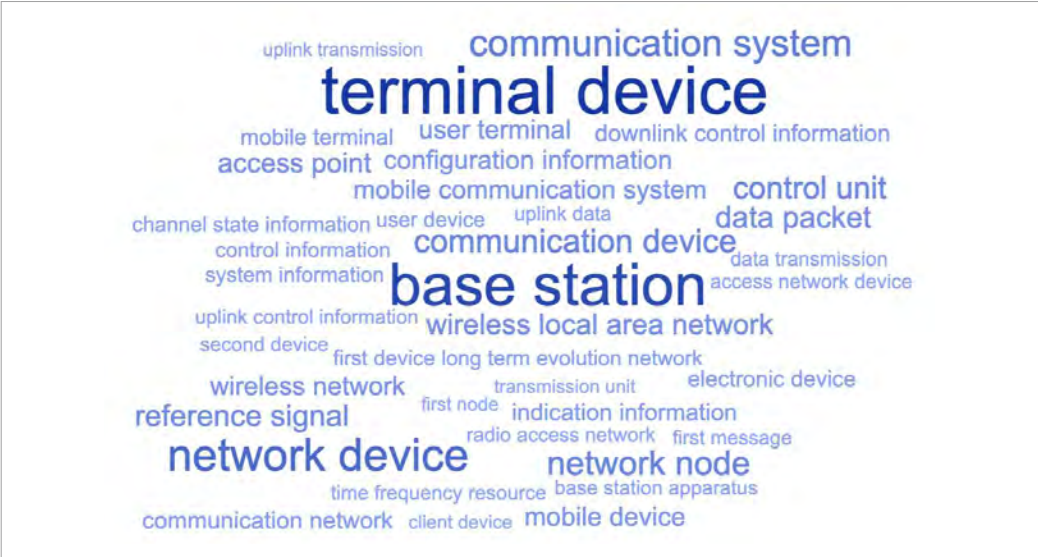 uplink transmission communication system
terminal device
mobile terminal user terminal downlink control information
access point configuration information
mobile communication system control unit
channel state information user device uplink data data packet
control information communication device data transmission
system information base station access network device
uplink control information wireless local area network
second device first device long term evolution network
wireless network transmission unit electronic device
reference signal first node indication information
radio access network first message
network device network node
time frequency resource base station apparatus
communication network client device mobile device